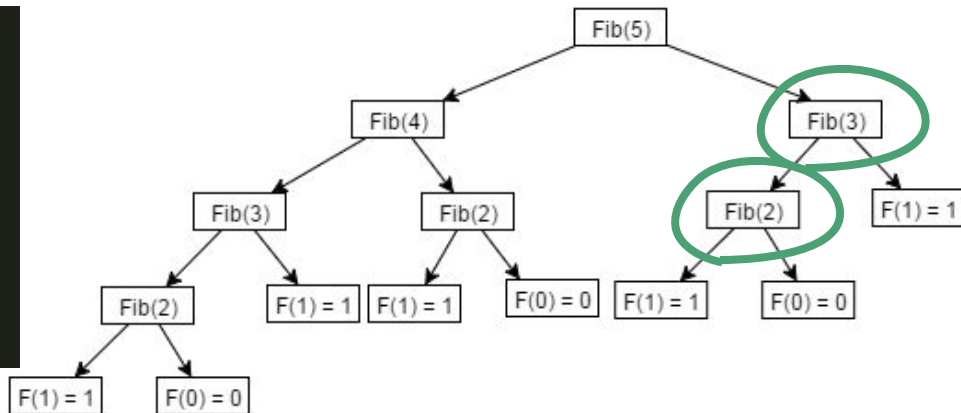 Fib(5)
Fib(4)
Fib(3)
Fib(3)
Fib(2)
Fib(2)
F(1) = 1
Fib(2)
F(1) = 1
F(1) = 1
F(0) = 0
F(1) = 1
F(0) = 0
F(1) = 1
F(0) = 0